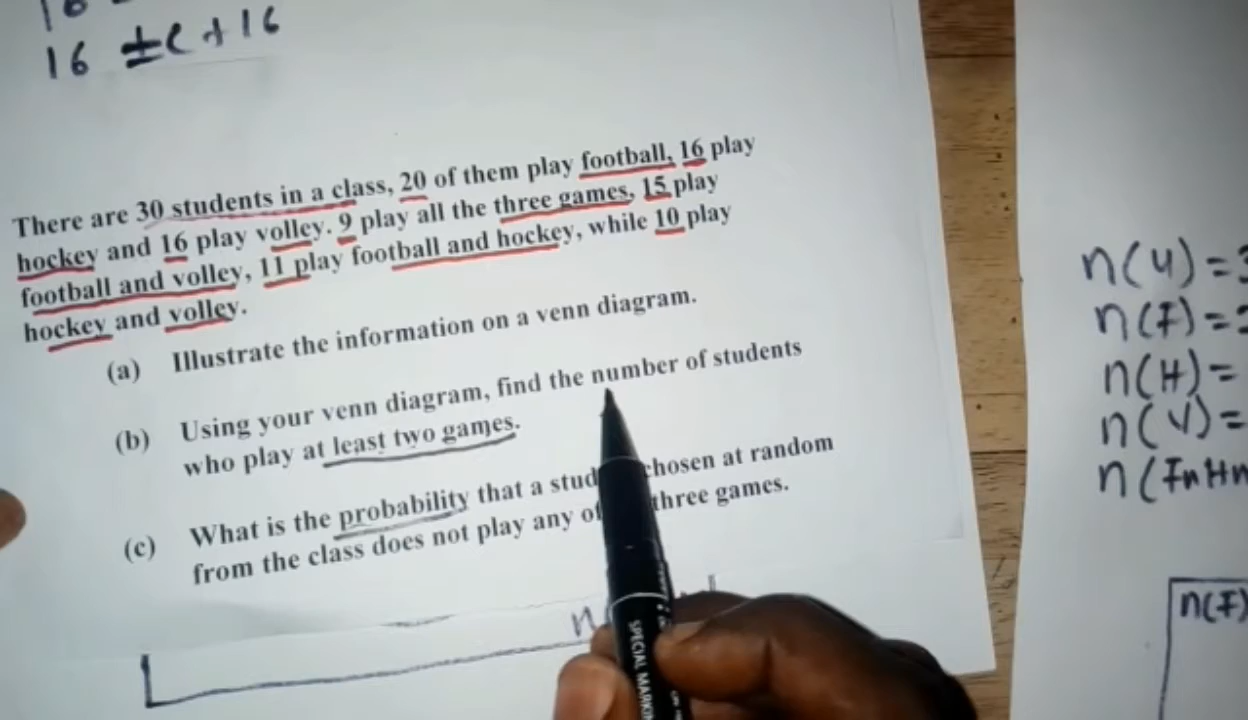 16 ± C + 16
There are 30 students in a class, 20 of them play football, 16 play
hockey and 16 play volley. 9 play all the three games, 15 play
football and volley, 11 play football and hockey, while 10 play
hockey and volley.
(a) Illustrate the information on a venn diagram.
(b) Using your venn diagram, find the number of students
who play at least two games.
(c) What is the probability that a stud chosen at random
from the class does not play any of three games.
n(U) = 3
n(F) =
n(H) =
n(V) =
n(FnHn
n(F)
SPECIAL MARKIN